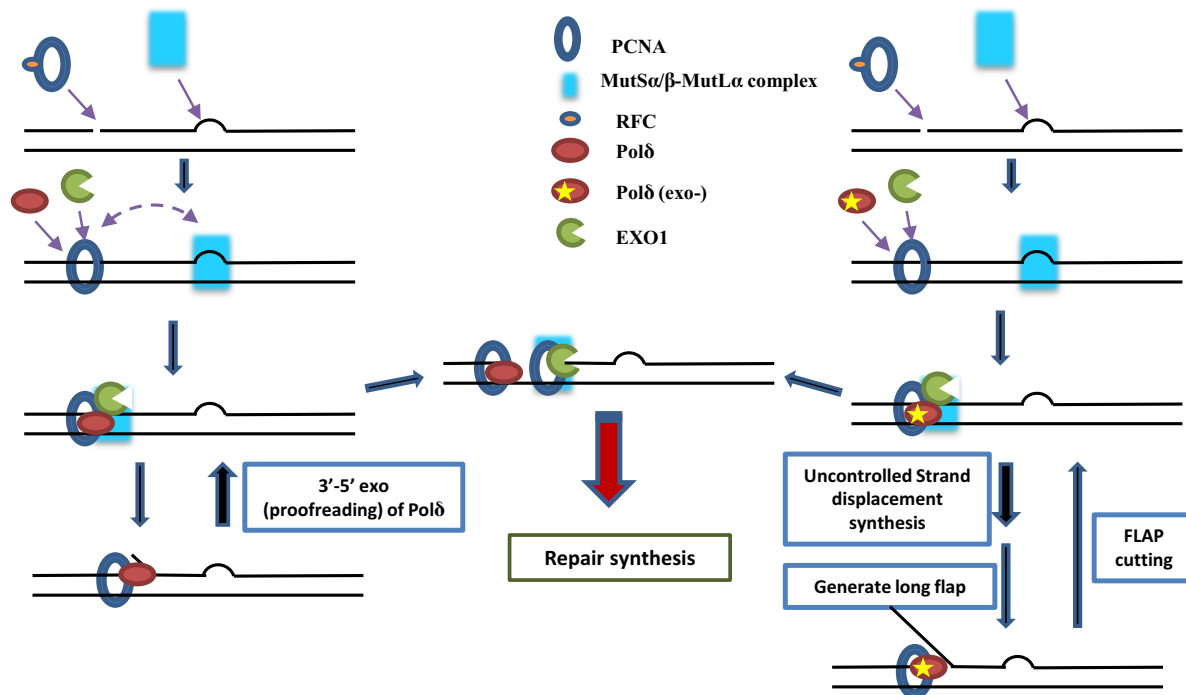 PCNA
MutSα/β-MutLα complex
RFC
Polδ
Polδ (exo-)
EXO1
3’-5’ exo
(proofreading) of Polδ
Repair synthesis
Uncontrolled Strand
displacement
synthesis
Generate long flap
FLAP
cutting